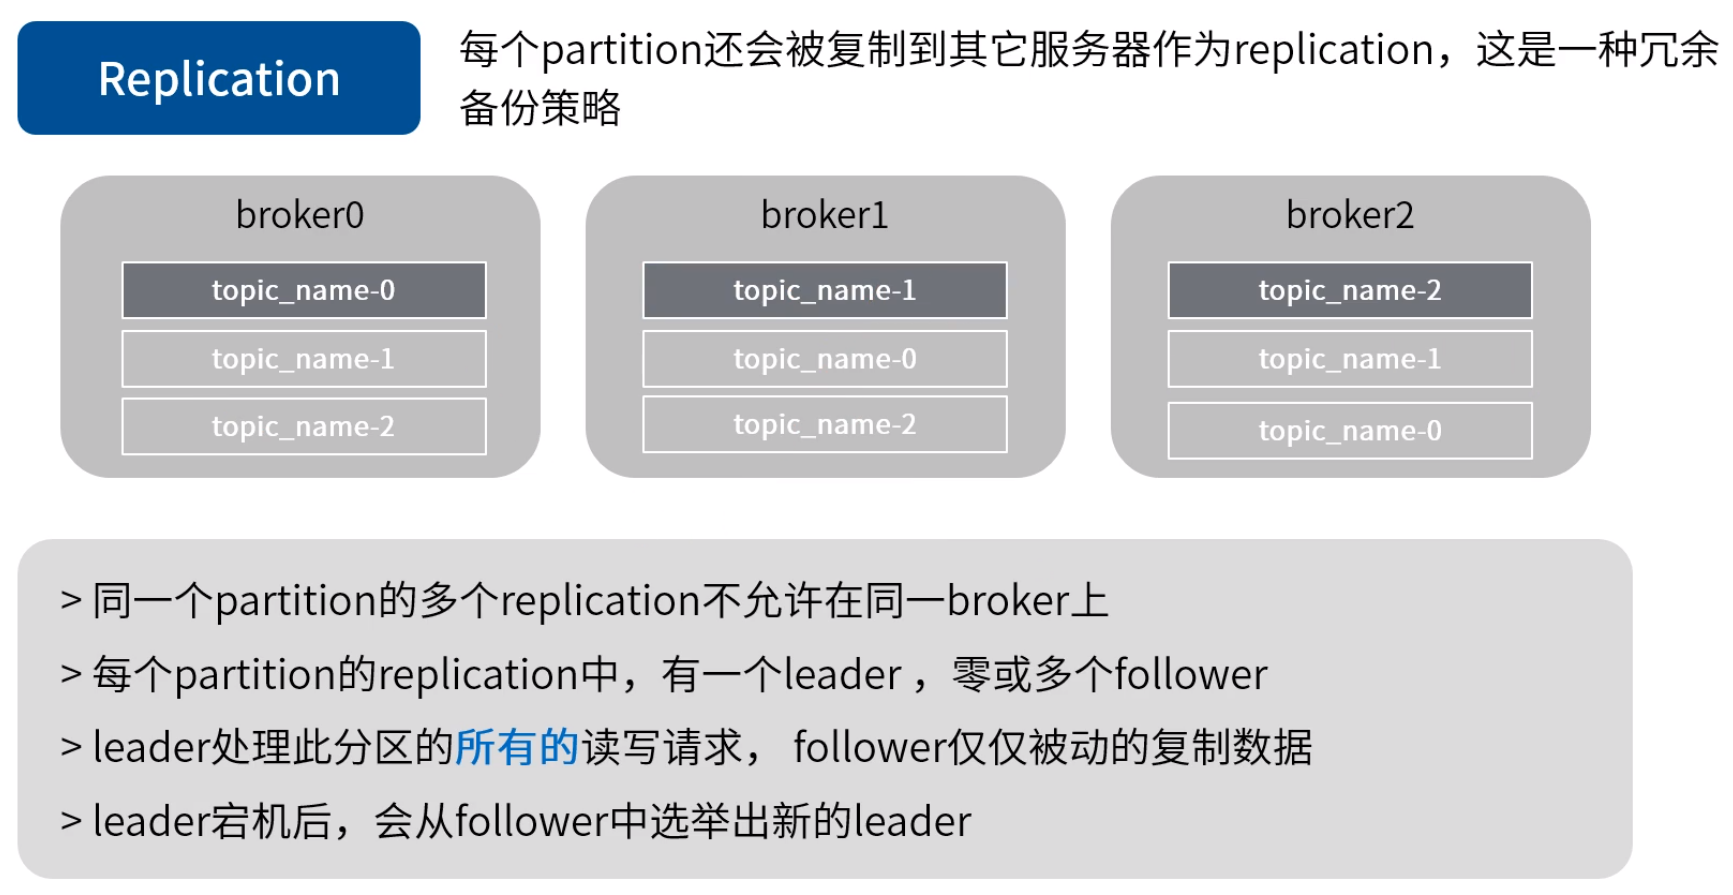 Replication
每个partition还会被复制到其它服务器作为replication，这是一种冗余
备份策略
broker0
topic_name-0
topic_name-1
topic_name-2
broker1
topic_name-1
topic_name-0
topic_name-2
broker2
topic_name-2
topic_name-1
topic_name-0
> 同一个partition的多个replication不允许在同一broker上
> 每个partition的replication中，有一个leader ，零或多个follower
> leader处理此分区的所有的读写请求， follower仅仅被动的复制数据
> leader宕机后，会从follower中选举出新的leader